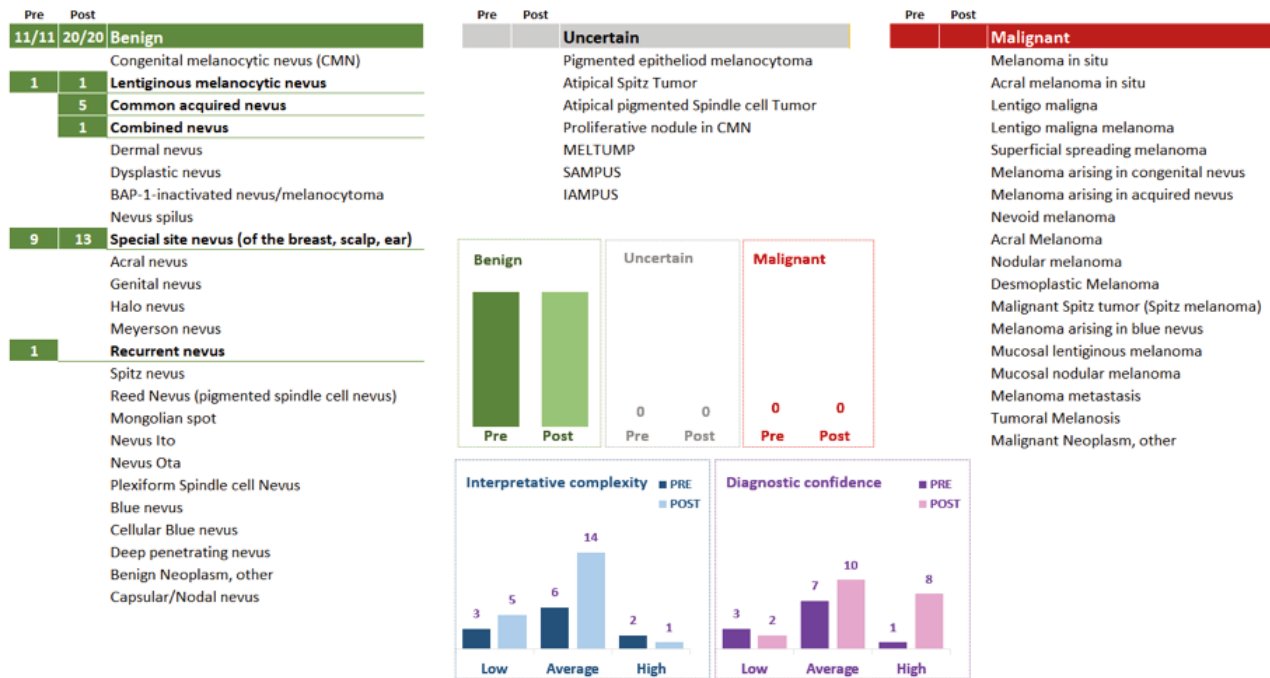 Pre Post
11/11 20/20 Benign
Congenital melanocytic nevus (CMN)
1 1 Lentiginous melanocytic nevus
5 Common acquired nevus
1 Combined nevus
Dermal nevus
Dysplastic nevus
BAP-1-inactivated nevus/melanocytoma
Nevus spilus
9 13 Special site nevus (of the breast, scalp, ear)
Acral nevus
Genital nevus
Halo nevus
Meyerson nevus
1 Recurrent nevus
Spitz nevus
Reed Nevus (pigmented spindle cell nevus)
Mongolian spot
Nevus Ito
Nevus Ota
Plexiform Spindle cell Nevus
Blue nevus
Cellular Blue nevus
Deep penetrating nevus
Benign Neoplasm, other
Capsular/Nodal nevus
Pre Post
Uncertain
Pigmented epitheliod melanocytoma
Atipical Spitz Tumor
Atipical pigmented Spindle cell Tumor
Proliferative nodule in CMN
MELTUMP
SAMPUS
IAMPUS
Pre Post
Malignant
Melanoma in situ
Acral melanoma in situ
Lentigo maligna
Lentigo maligna melanoma
Superficial spreading melanoma
Melanoma arising in congenital nevus
Melanoma arising in acquired nevus
Nevoid melanoma
Acral Melanoma
Nodular melanoma
Desmoplastic Melanoma
Malignant Spitz tumor (Spitz melanoma)
Melanoma arising in blue nevus
Mucosal lentiginous melanoma
Mucosal nodular melanoma
Melanoma metastasis
Tumoral Melanosis
Malignant Neoplasm, other
Benign
Pre Post
Uncertain
0 0
Pre Post
Malignant
0 0
Pre Post
Interpretative complexity PRE
POST
3 5 6 14 2 1
Low Average High
Diagnostic confidence PRE
POST
3 2 7 10 1 8
Low Average High